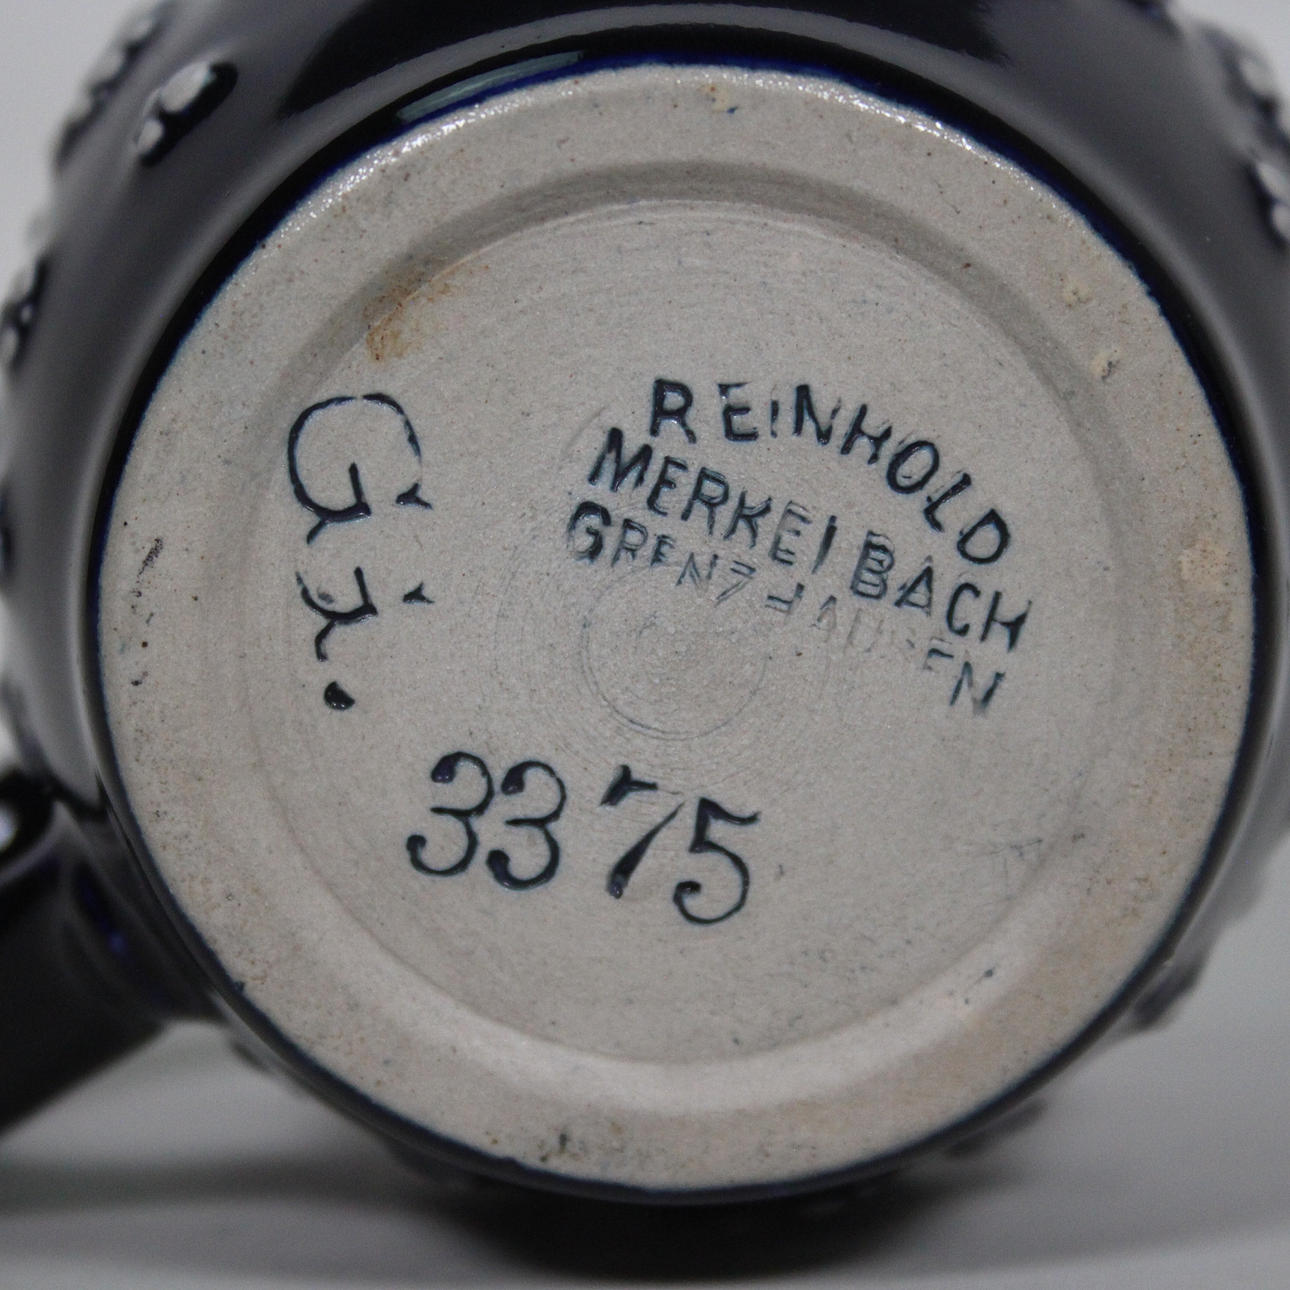 REINHOLD
MERKELBACH
GRENZHAUSEN
3375